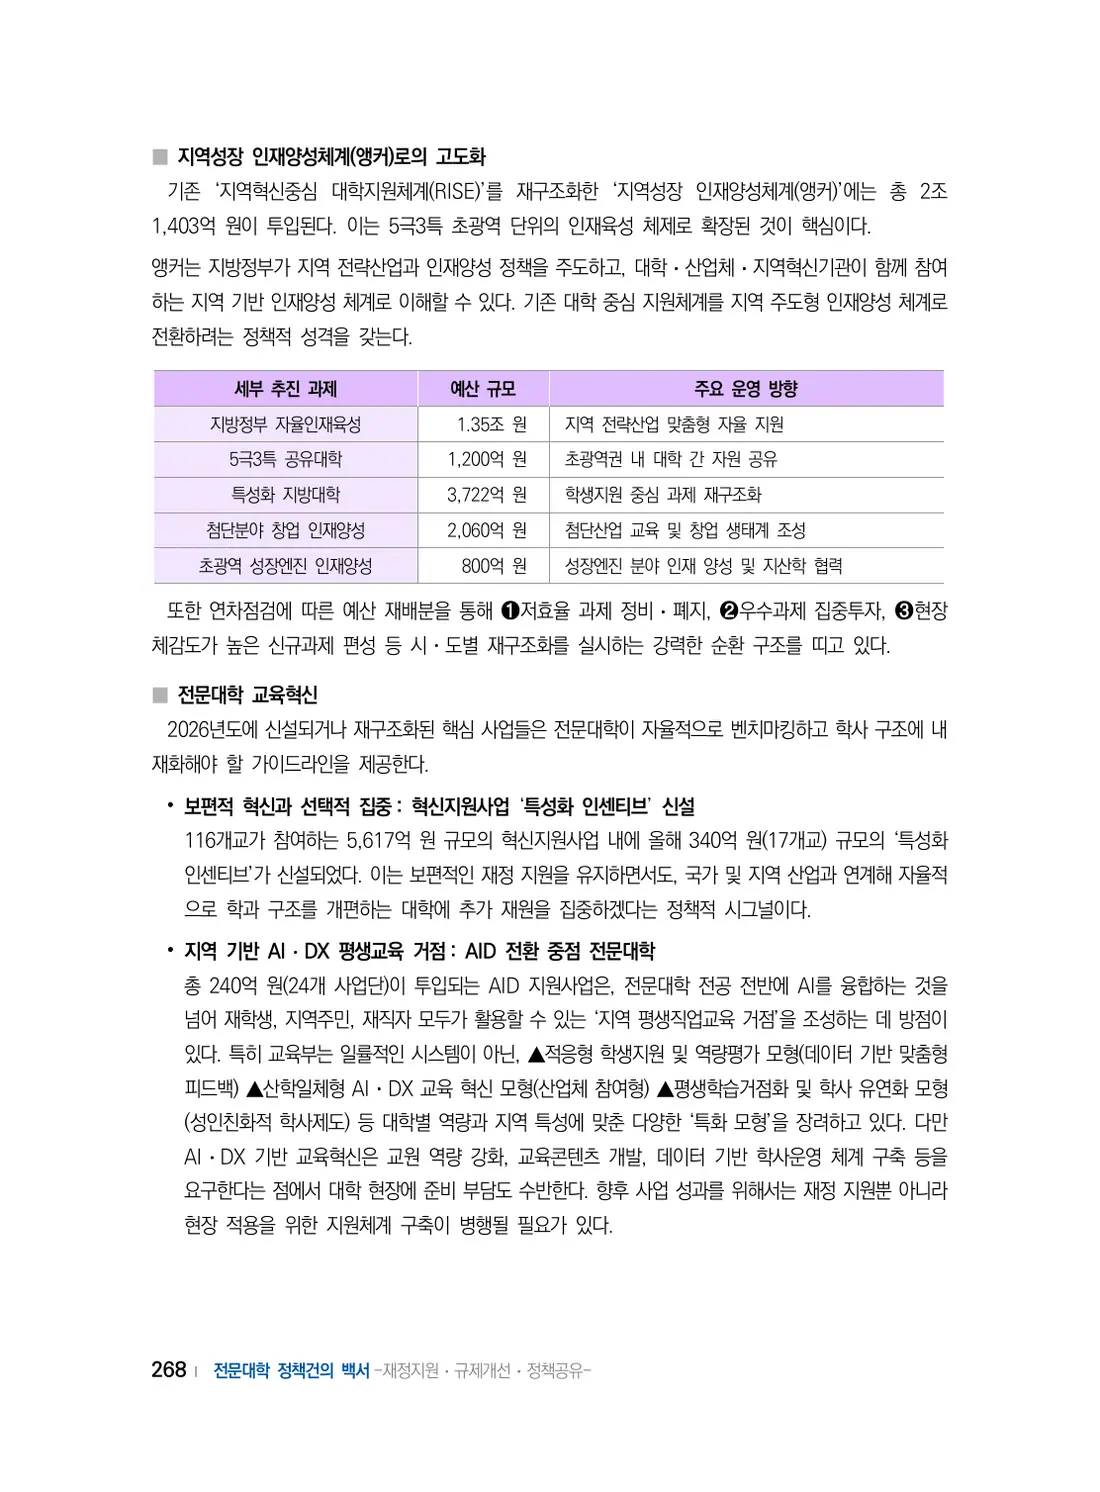 ■ 지역성장 인재양성체계(앵커)로의 고도화
기존 ‘지역혁신중심 대학지원체계(RISE)’를 재구조화한 ‘지역성장 인재양성체계(앵커)’에는 총 2조
1,403억 원이 투입된다. 이는 5극3특 초광역 단위의 인재육성 체제로 확장된 것이 핵심이다.
앵커는 지방정부가 지역 전략산업과 인재양성 정책을 주도하고, 대학·산업체·지역혁신기관이 함께 참여
하는 지역 기반 인재양성 체계로 이해할 수 있다. 기존 대학 중심 지원체계를 지역 주도형 인재양성 체계로
전환하려는 정책적 성격을 갖는다.
세부 추진 과제 예산 규모 주요 운영 방향
지방정부 자율인재육성 1.35조 원 지역 전략산업 맞춤형 자율 지원
5극3특 공유대학 1,200억 원 초광역권 내 대학 간 자원 공유
특성화 지방대학 3,722억 원 학생지원 중심 과제 재구조화
첨단분야 창업 인재양성 2,060억 원 첨단산업 교육 및 창업 생태계 조성
초광역 성장엔진 인재양성 800억 원 성장엔진 분야 인재 양성 및 지산학 협력
또한 연차점검에 따른 예산 재배분을 통해 ❶저효율 과제 정비·폐지, ❷우수과제 집중투자, ❸현장
체감도가 높은 신규과제 편성 등 시·도별 재구조화를 실시하는 강력한 순환 구조를 띠고 있다.
■ 전문대학 교육혁신
2026년도에 신설되거나 재구조화된 핵심 사업들은 전문대학이 자율적으로 벤치마킹하고 학사 구조에 내
재화해야 할 가이드라인을 제공한다.
• 보편적 혁신과 선택적 집중 : 혁신지원사업 ‘특성화 인센티브’ 신설
116개교가 참여하는 5,617억 원 규모의 혁신지원사업 내에 올해 340억 원(17개교) 규모의 ‘특성화
인센티브’가 신설되었다. 이는 보편적인 재정 지원을 유지하면서도, 국가 및 지역 산업과 연계해 자율적
으로 학과 구조를 개편하는 대학에 추가 재원을 집중하겠다는 정책적 시그널이다.
• 지역 기반 AI·DX 평생교육 거점 : AID 전환 중점 전문대학
총 240억 원(24개 사업단)이 투입되는 AID 지원사업은, 전문대학 전공 전반에 AI를 융합하는 것을
넘어 재학생, 지역주민, 재직자 모두가 활용할 수 있는 ‘지역 평생직업교육 거점’을 조성하는 데 방점이
있다. 특히 교육부는 일률적인 시스템이 아닌, ▲적응형 학생지원 및 역량평가 모형(데이터 기반 맞춤형
피드백) ▲산학일체형 AI·DX 교육 혁신 모형(산업체 참여형) ▲평생학습거점화 및 학사 유연화 모형
(성인친화적 학사제도) 등 대학별 역량과 지역 특성에 맞춘 다양한 ‘특화 모형’을 장려하고 있다. 다만
AI·DX 기반 교육혁신은 교원 역량 강화, 교육콘텐츠 개발, 데이터 기반 학사운영 체계 구축 등을
요구한다는 점에서 대학 현장에 준비 부담도 수반한다. 향후 사업 성과를 위해서는 재정 지원뿐 아니라
현장 적용을 위한 지원체계 구축이 병행될 필요가 있다.
268 | 전문대학 정책건의 백서 -재정지원·규제개선·정책공유-